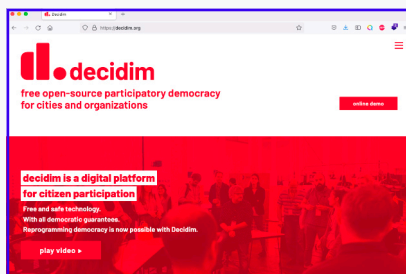 decidim
https://decidim.org
decidim
free open-source participatory democracy
for cities and organizations
online demo
decidim is a digital platform
for citizen participation
Free and safe technology.
With all democratic guarantees.
Reprogramming democracy is now possible with Decidim.
play video